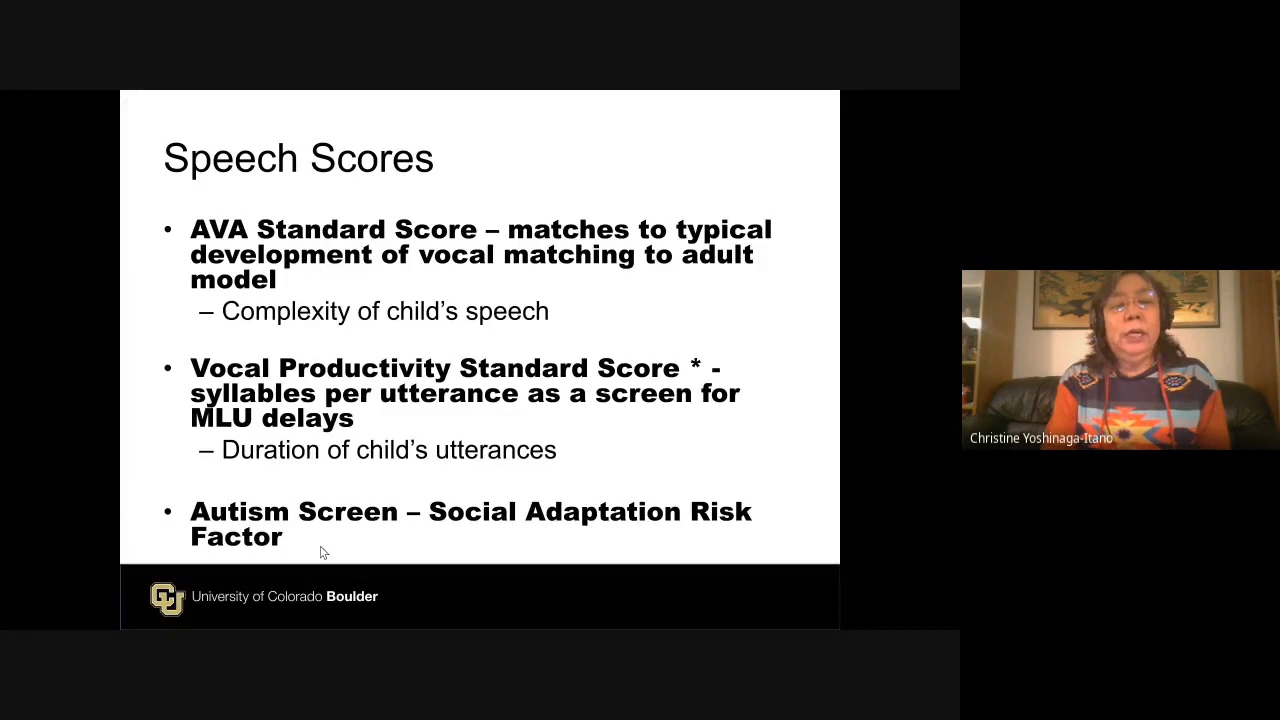 Speech Scores
• AVA Standard Score – matches to typical
development of vocal matching to adult
model
– Complexity of child’s speech
• Vocal Productivity Standard Score * -
syllables per utterance as a screen for
MLU delays
– Duration of child’s utterances
• Autism Screen – Social Adaptation Risk
Factor
CU University of Colorado Boulder
Christine Yoshinaga-Itano